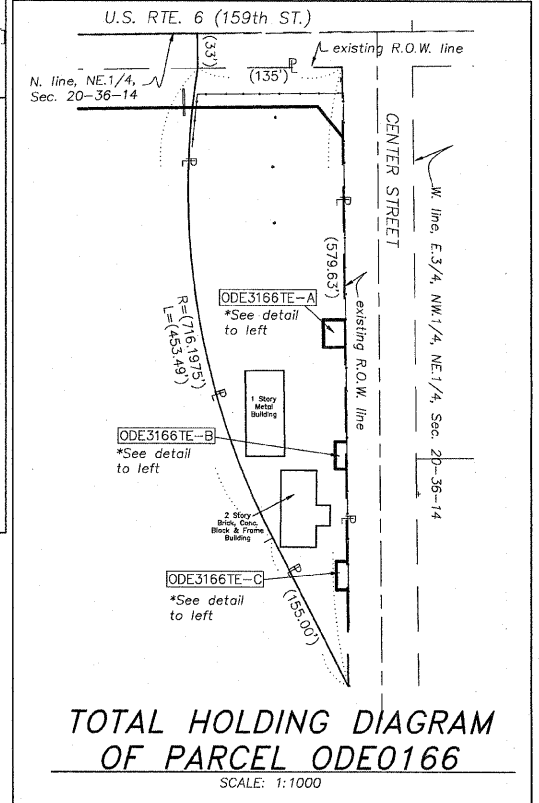 U.S. RTE. 6 (159th ST.)
(33')
existing R.O.W. line
(135')
N. line, NE.1/4,
Sec. 20-36-14
CENTER STREET
W. line, E.3/4, NW.1/4, NE.1/4, Sec. 20-36-14
(579.63')
existing R.O.W. line
ODE3166TE-A
*See detail
to left
R=(716.1975')
L=(453.49')
1 Story
Metal
Building
ODE3166TE-B
*See detail
to left
2 Story
Brick, Conc.
Block & Frame
Building
ODE3166TE-C
*See detail
to left
(155.00')
TOTAL HOLDING DIAGRAM
OF PARCEL ODE0166
SCALE: 1:1000